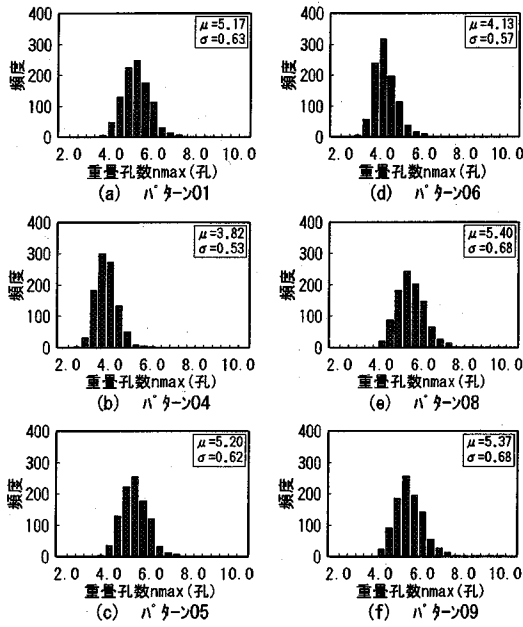 400
300
200
100
0
頻度
μ=5.17
σ=0.63
2.0 4.0 6.0 8.0 10.0
重畳孔数nmax(孔)
(a) パターン01
400
300
200
100
0
頻度
μ=4.13
σ=0.57
2.0 4.0 6.0 8.0 10.0
重畳孔数nmax(孔)
(d) パターン06
400
300
200
100
0
頻度
μ=3.82
σ=0.53
2.0 4.0 6.0 8.0 10.0
重畳孔数nmax(孔)
(b) パターン04
400
300
200
100
0
頻度
μ=5.40
σ=0.68
2.0 4.0 6.0 8.0 10.0
重畳孔数nmax(孔)
(e) パターン08
400
300
200
100
0
頻度
μ=5.20
σ=0.62
2.0 4.0 6.0 8.0 10.0
重畳孔数nmax(孔)
(c) パターン05
400
300
200
100
0
頻度
μ=5.37
σ=0.68
2.0 4.0 6.0 8.0 10.0
重畳孔数nmax(孔)
(f) パターン09